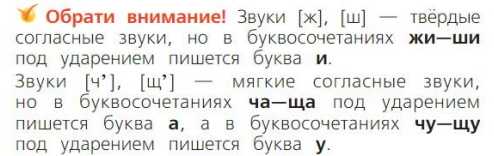 Обрати внимание! Звуки [ж], [ш] — твёрдые
согласные звуки, но в буквосочетаниях жи—ши
под ударением пишется буква и.
Звуки [ч’], [щ’] — мягкие согласные звуки,
но в буквосочетаниях ча—ща под ударением
пишется буква а, а в буквосочетаниях чу—щу
под ударением пишется буква у.